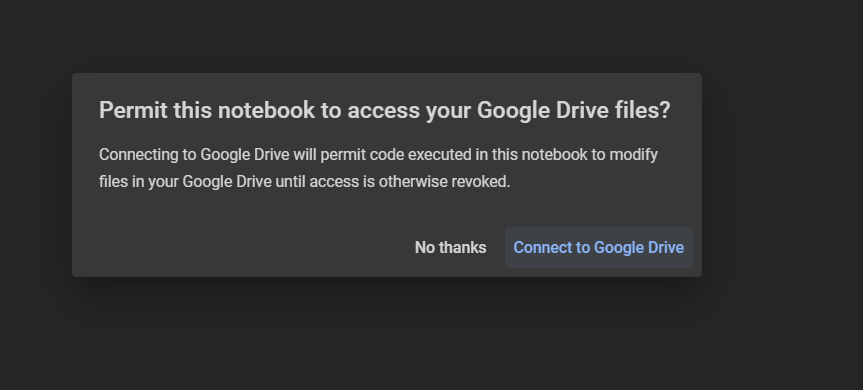 Permit this notebook to access your Google Drive files?
Connecting to Google Drive will permit code executed in this notebook to modify
files in your Google Drive until access is otherwise revoked.
No thanks Connect to Google Drive